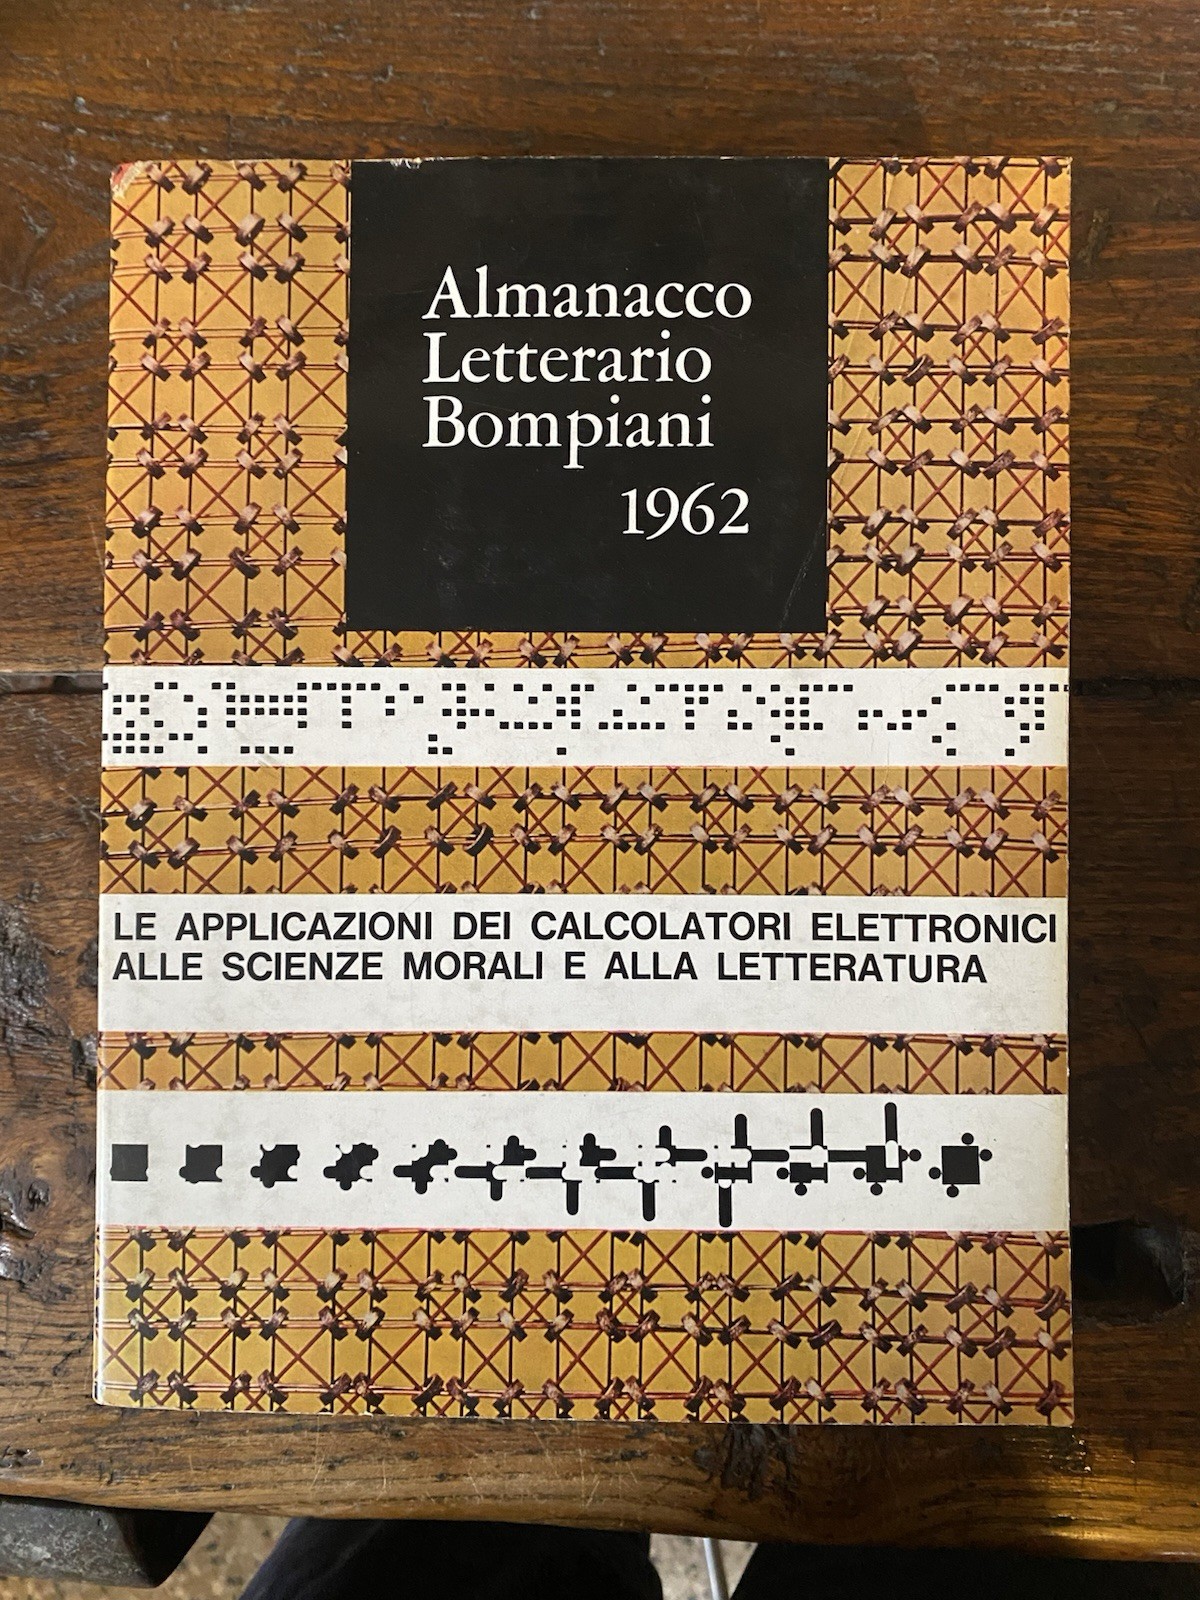 Almanacco
Letterario
Bompiani
1962
LE APPLICAZIONI DEI CALCOLATORI ELETTRONICI
ALLE SCIENZE MORALI E ALLA LETTERATURA